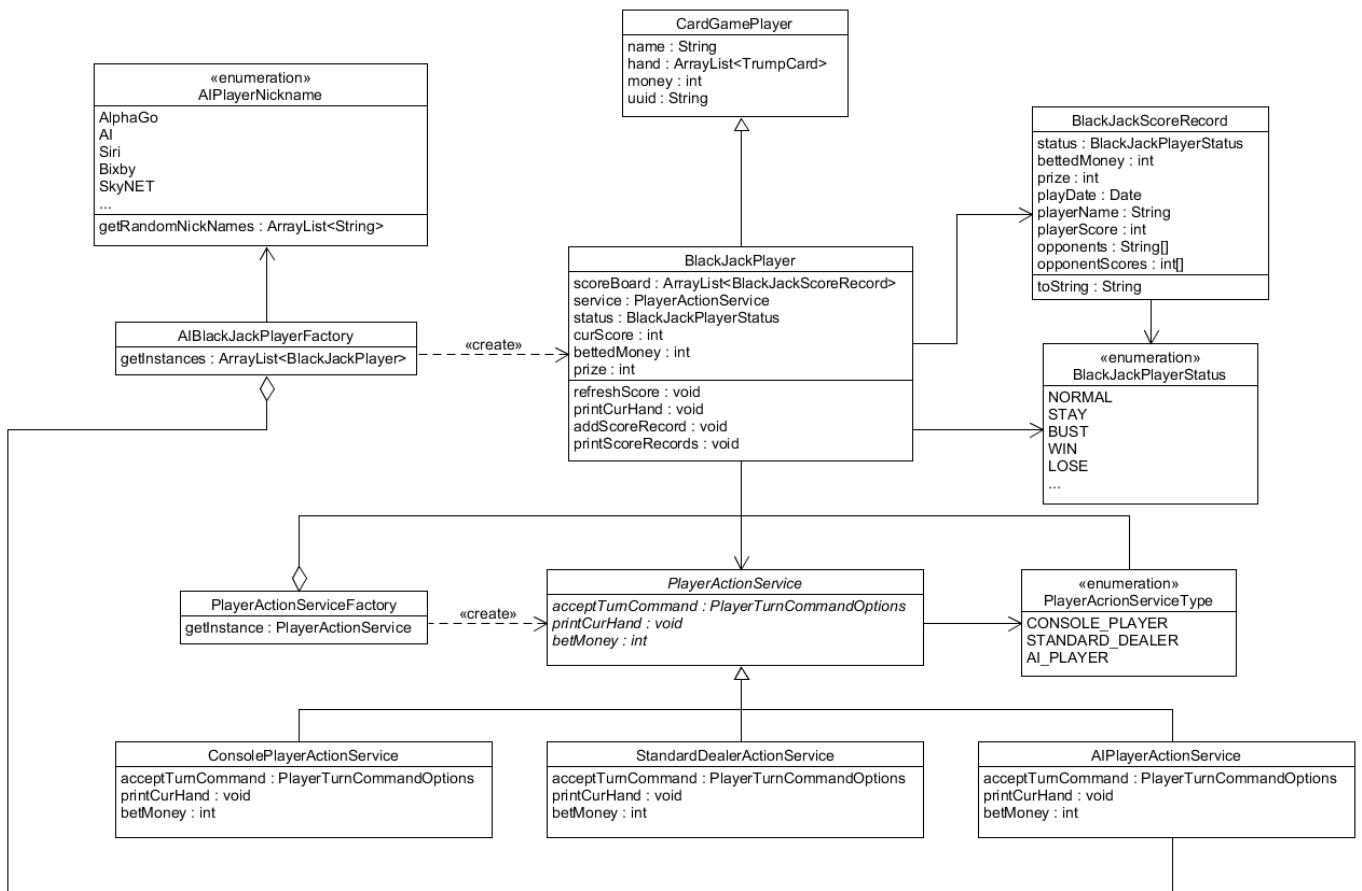 CardGamePlayer
name : String
hand : ArrayList<TrumpCard>
money : int
uuid : String
«enumeration»
AIPlayerNickname
AlphaGo
AI
Siri
Bixby
SkyNET
...
getRandomNickNames : ArrayList<String>
BlackJackScoreRecord
status : BlackJackPlayerStatus
bettedMoney : int
prize : int
playDate : Date
playerName : String
playerScore : int
opponents : String[]
opponentScores : int[]
toString : String
BlackJackPlayer
scoreBoard : ArrayList<BlackJackScoreRecord>
service : PlayerActionService
status : BlackJackPlayerStatus
curScore : int
bettedMoney : int
prize : int
refreshScore : void
printCurHand : void
addScoreRecord : void
printScoreRecords : void
AIBlackJackPlayerFactory
getInstances : ArrayList<BlackJackPlayer>
«create»
«enumeration»
BlackJackPlayerStatus
NORMAL
STAY
BUST
WIN
LOSE
...
PlayerActionServiceFactory
getInstance : PlayerActionService
«create»
PlayerActionService
acceptTurnCommand : PlayerTurnCommandOptions
printCurHand : void
betMoney : int
«enumeration»
PlayerAcrionServiceType
CONSOLE_PLAYER
STANDARD_DEALER
AI_PLAYER
ConsolePlayerActionService
acceptTurnCommand : PlayerTurnCommandOptions
printCurHand : void
betMoney : int
StandardDealerActionService
acceptTurnCommand : PlayerTurnCommandOptions
printCurHand : void
betMoney : int
AIPlayerActionService
acceptTurnCommand : PlayerTurnCommandOptions
printCurHand : void
betMoney : int